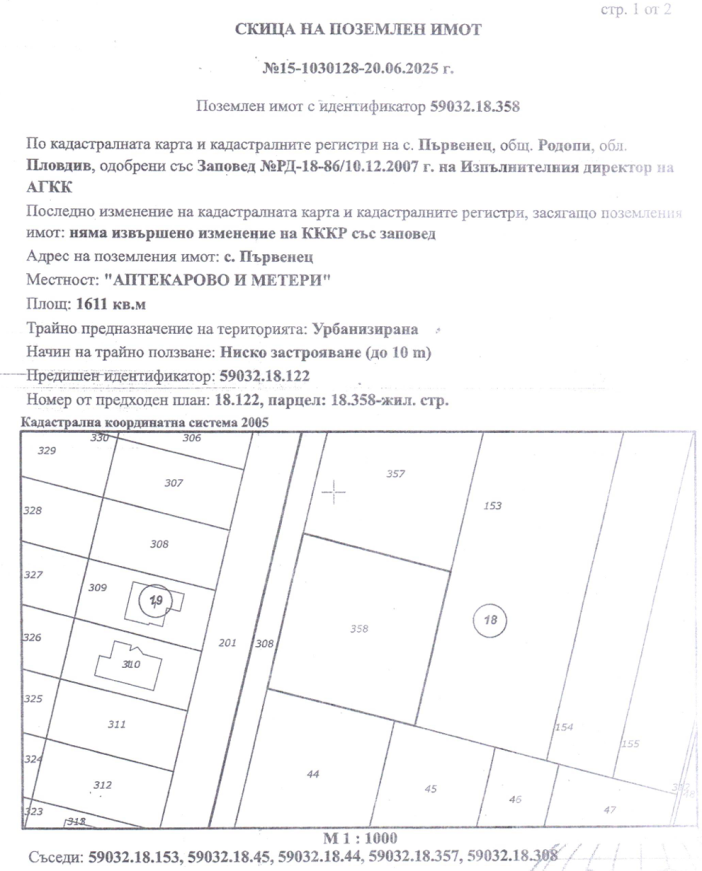 стр. 1 от 2
СКИЦА НА ПОЗЕМЛЕН ИМОТ
№15-1030128-20.06.2025 г.
Поземлен имот с идентификатор 59032.18.358
По кадастралната карта и кадастралните регистри на с. Първенец, общ. Родопи, обл.
Пловдив, одобрени със Заповед №РД-18-86/10.12.2007 г. на Изпълнителния директор на
АГКК
Последно изменение на кадастралната карта и кадастралните регистри, засягащо поземления
имот: няма извършено изменение на КККР със заповед
Адрес на поземления имот: с. Първенец
Местност: "АПТЕКАРОВО И МЕТЕРИ"
Площ: 1611 кв.м
Трайно предназначение на територията: Урбанизирана
Начин на трайно ползване: Ниско застрояване (до 10 m)
Предишен идентификатор: 59032.18.122
Номер от предходен план: 18.122, парцел: 18.358-жил. стр.
Кадастрална координатна система 2005
329 330 306
307
357
328
153
308
327
309
19
326
310
201
308
358
18
325
311
324
154
155
312
44
45
46
47
323
313
М 1 : 1000
Съседи: 59032.18.153, 59032.18.45, 59032.18.44, 59032.18.357, 59032.18.308